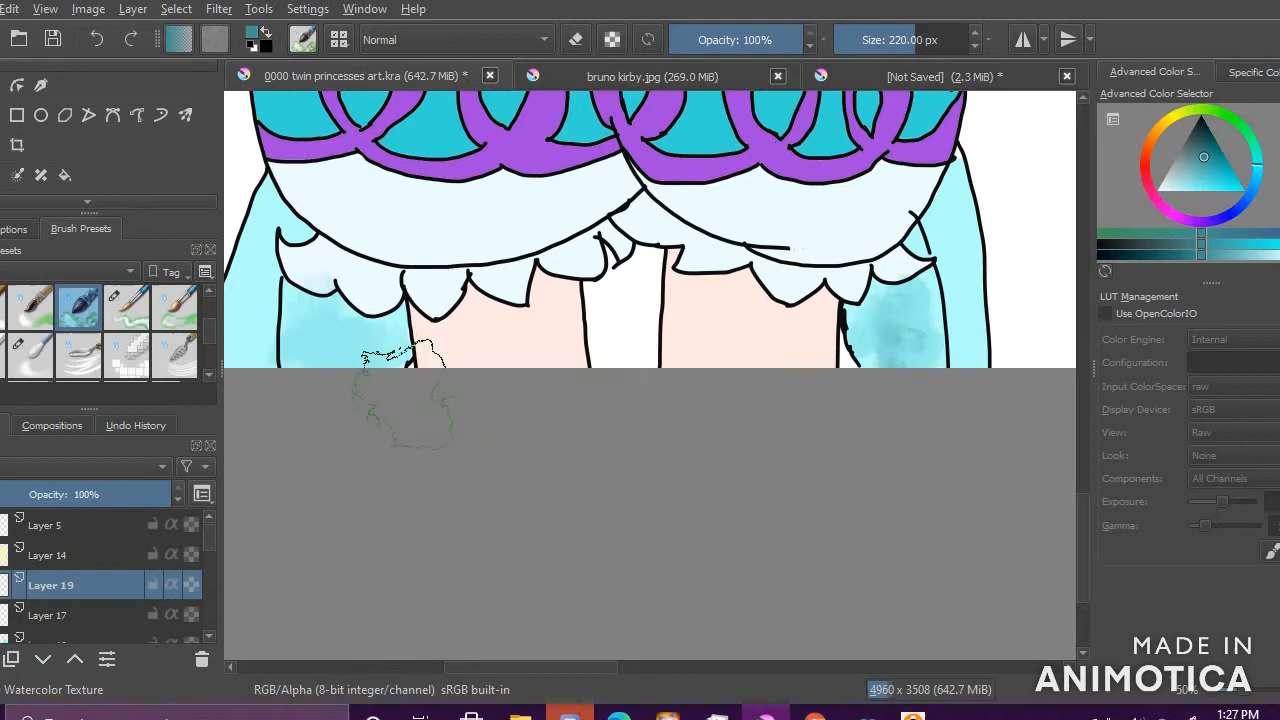 Edit View Image Layer Select Filter Tools Settings Window Help
Normal Opacity: 100% Size: 220.00 px
0000 twin princesses art.kra (642.7 MiB) * bruno kirby.jpg (269.0 MiB) [Not Saved] (2.3 MiB) * Advanced Color S... Specific Co
Advanced Color Selector
ptions Brush Presets
esets
Tag
LUT Management
Use OpenColorIO
Color Engine: Internal
Configuration:
Input ColorSpace: raw
Display Device: sRGB
Compositions Undo History
View: Raw
Look: None
Components: All Channels
Opacity: 100%
Exposure:
Layer 5
Gamma:
Layer 14
Layer 19
Layer 17
MADE IN
ANIMOTICA
Watercolor Texture RGB/Alpha (8-bit integer/channel) sRGB built-in 4960 x 3508 (642.7 MiB) 50%
1:27 PM